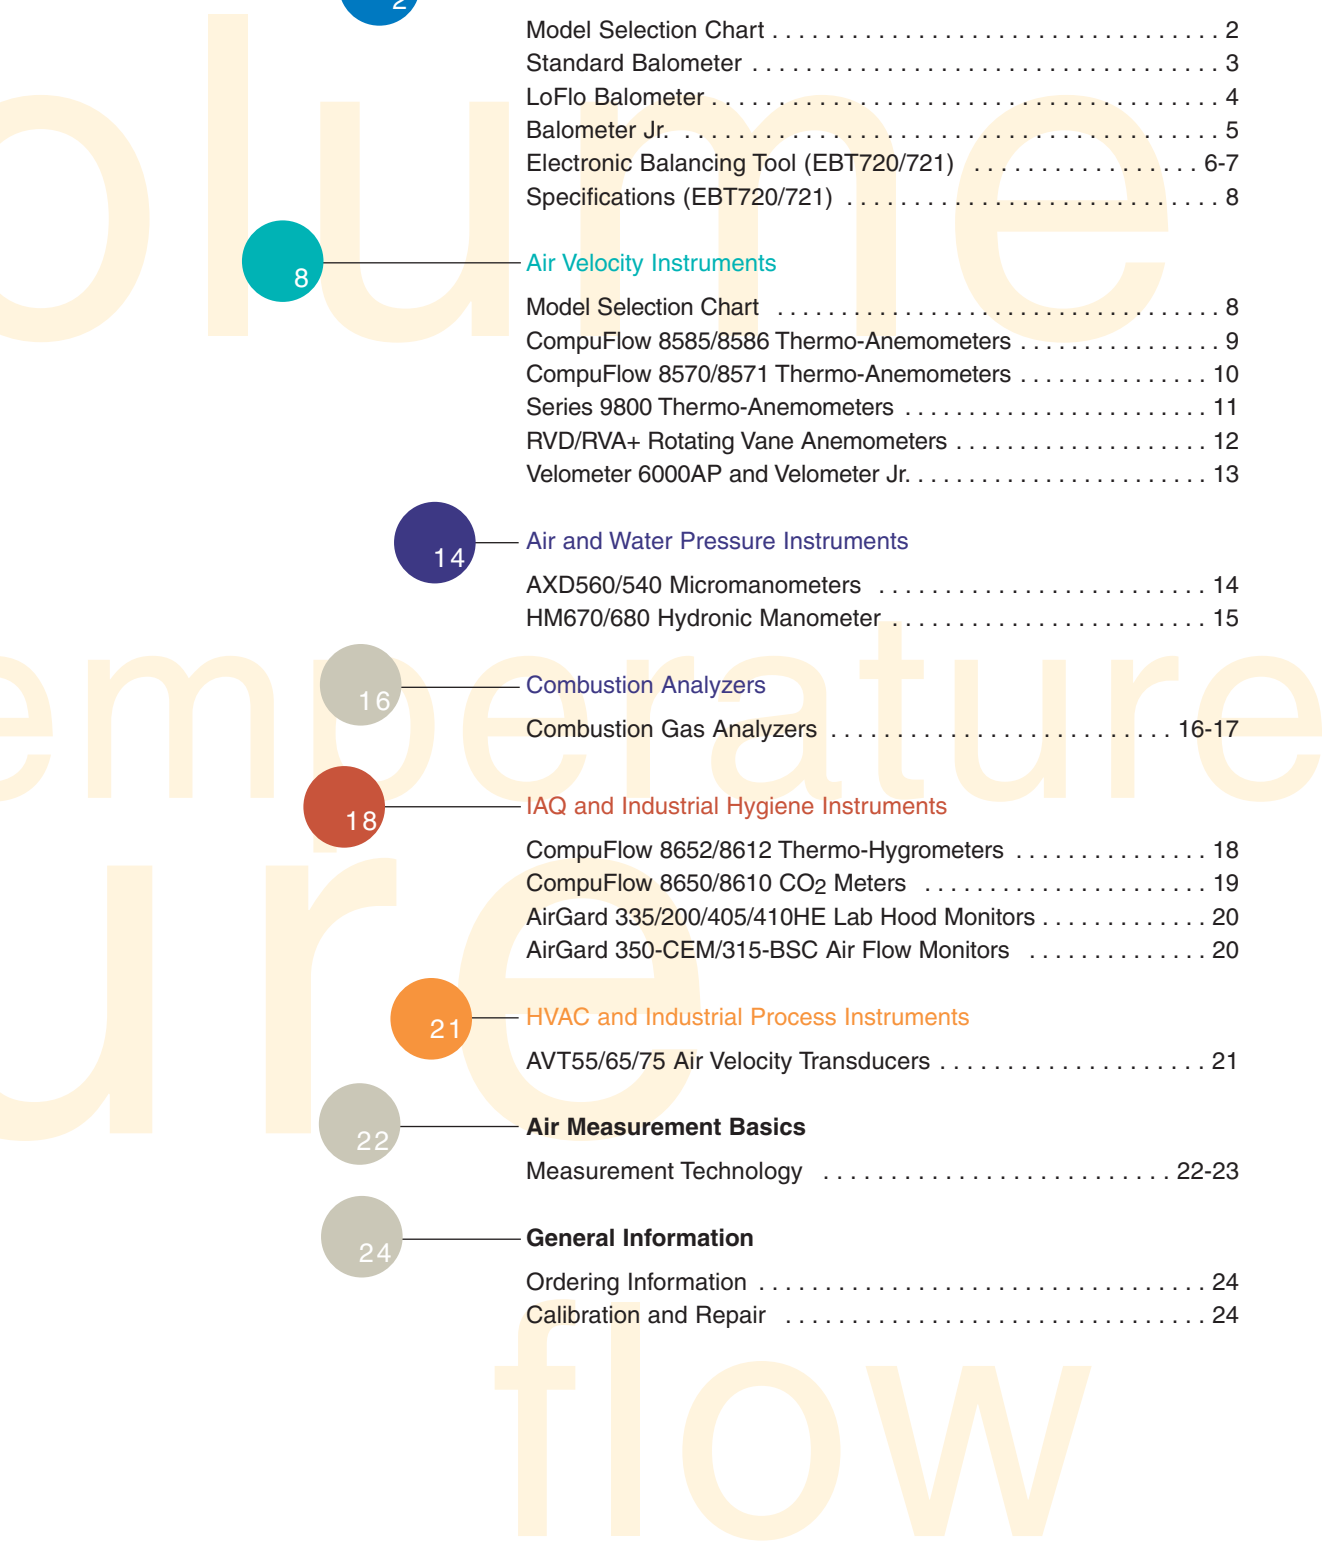 2
Model Selection Chart . . . . . . . . . . . . . . . . . . . . . . . . . . . . . . . . . . 2
Standard Balometer . . . . . . . . . . . . . . . . . . . . . . . . . . . . . . . . . . . 3
LoFlo Balometer . . . . . . . . . . . . . . . . . . . . . . . . . . . . . . . . . . . . . . 4
Balometer Jr. . . . . . . . . . . . . . . . . . . . . . . . . . . . . . . . . . . . . . . . . 5
Electronic Balancing Tool (EBT720/721) . . . . . . . . . . . . . . . . . 6-7
Specifications (EBT720/721) . . . . . . . . . . . . . . . . . . . . . . . . . . . . 8
olume
8
Air Velocity Instruments
Model Selection Chart . . . . . . . . . . . . . . . . . . . . . . . . . . . . . . . . . 8
CompuFlow 8585/8586 Thermo-Anemometers . . . . . . . . . . . . . . . . 9
CompuFlow 8570/8571 Thermo-Anemometers . . . . . . . . . . . . . . . 10
Series 9800 Thermo-Anemometers . . . . . . . . . . . . . . . . . . . . . . . 11
RVD/RVA+ Rotating Vane Anemometers . . . . . . . . . . . . . . . . . . . 12
Velometer 6000AP and Velometer Jr. . . . . . . . . . . . . . . . . . . . . . . 13
14
Air and Water Pressure Instruments
AXD560/540 Micromanometers . . . . . . . . . . . . . . . . . . . . . . . . . 14
HM670/680 Hydronic Manometer . . . . . . . . . . . . . . . . . . . . . . . . 15
emperature
16
Combustion Analyzers
Combustion Gas Analyzers . . . . . . . . . . . . . . . . . . . . . . . . . . 16-17
18
IAQ and Industrial Hygiene Instruments
CompuFlow 8652/8612 Thermo-Hygrometers . . . . . . . . . . . . . . . 18
CompuFlow 8650/8610 CO2 Meters . . . . . . . . . . . . . . . . . . . . . . 19
AirGard 335/200/405/410HE Lab Hood Monitors . . . . . . . . . . . . . 20
AirGard 350-CEM/315-BSC Air Flow Monitors . . . . . . . . . . . . . . 20
ure
21
HVAC and Industrial Process Instruments
AVT55/65/75 Air Velocity Transducers . . . . . . . . . . . . . . . . . . . . 21
22
Air Measurement Basics
Measurement Technology . . . . . . . . . . . . . . . . . . . . . . . . . . 22-23
24
General Information
Ordering Information . . . . . . . . . . . . . . . . . . . . . . . . . . . . . . . . . . 24
Calibration and Repair . . . . . . . . . . . . . . . . . . . . . . . . . . . . . . . . 24
flow